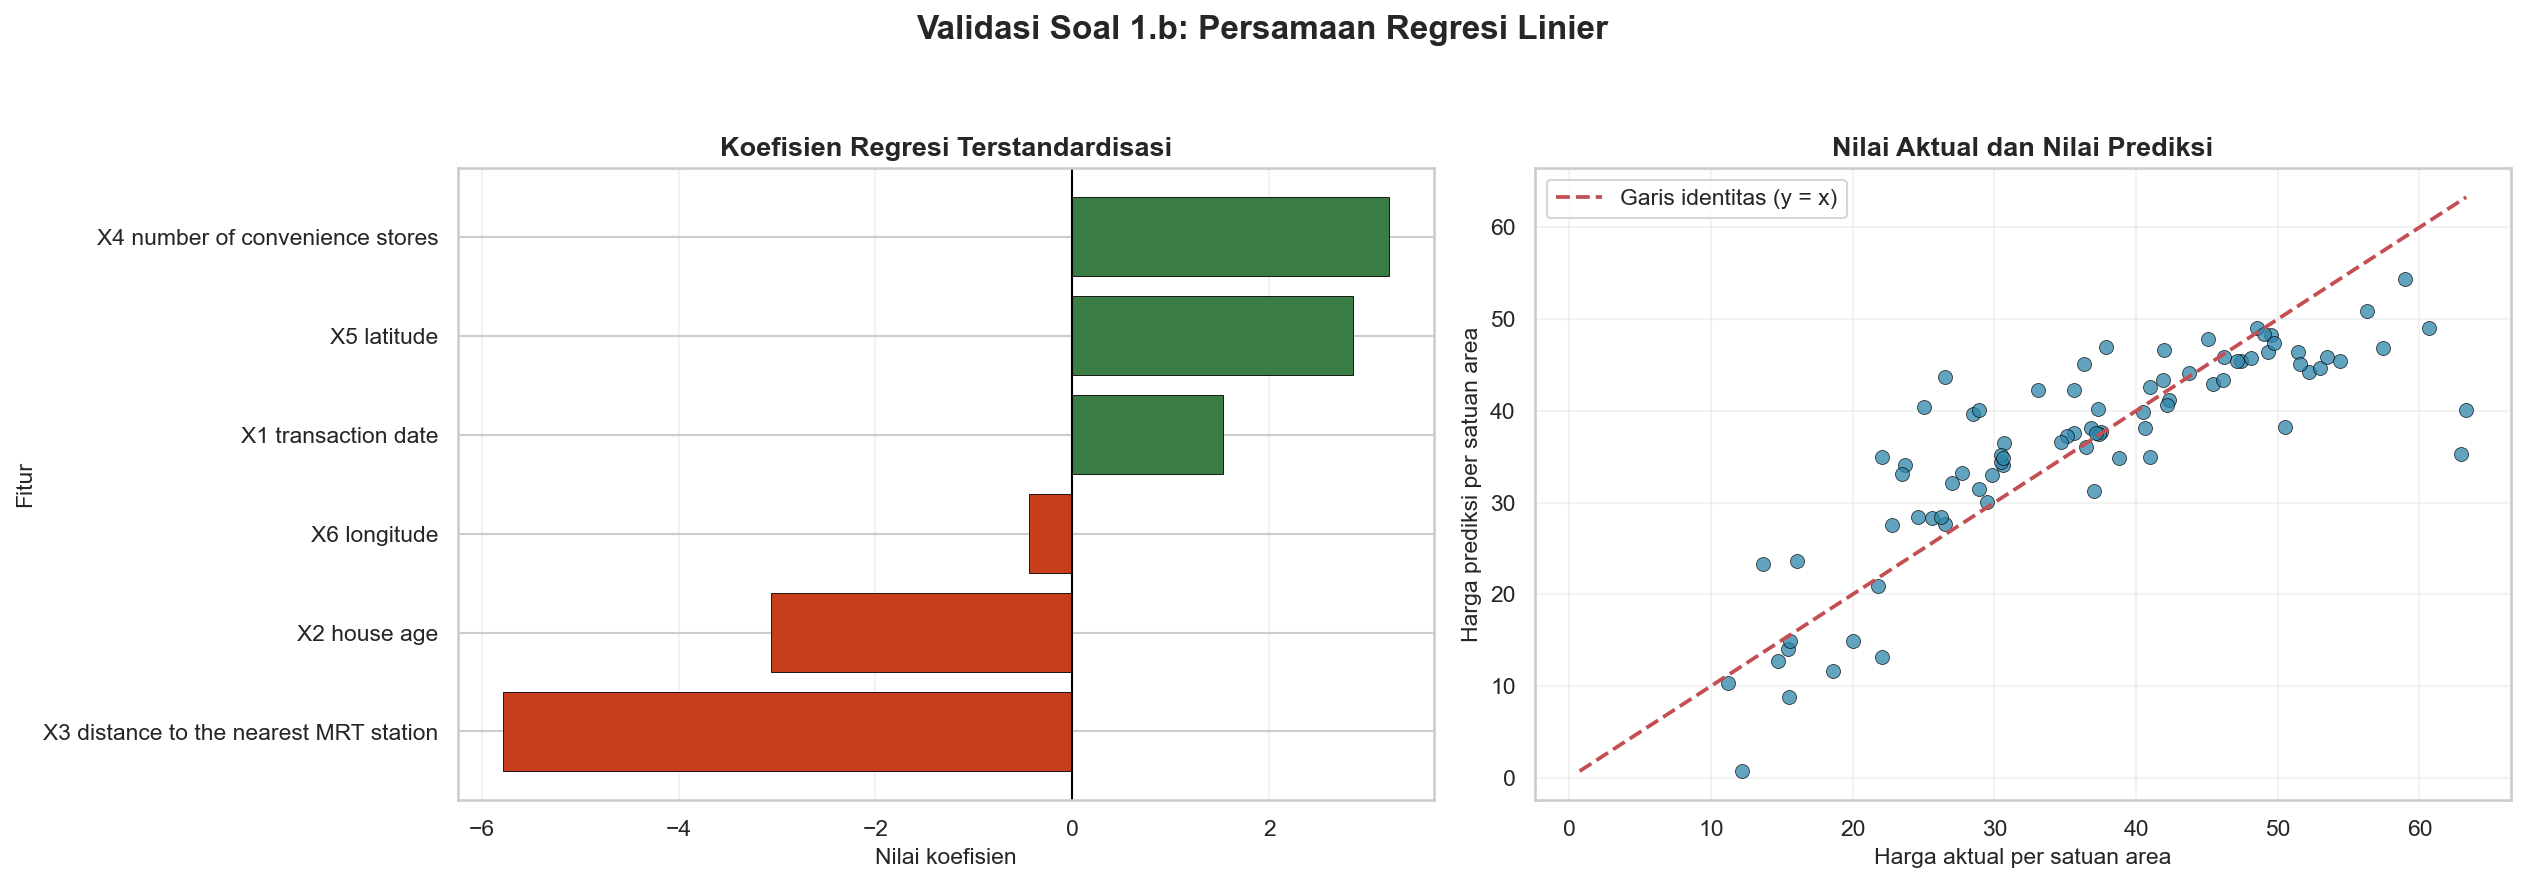 Validasi Soal 1.b: Persamaan Regresi Linier
Koefisien Regresi Terstandardisasi
Fitur
X4 number of convenience stores
X5 latitude
X1 transaction date
X6 longitude
X2 house age
X3 distance to the nearest MRT station
−6
−4
−2
0
2
Nilai koefisien
Nilai Aktual dan Nilai Prediksi
Garis identitas (y = x)
Harga prediksi per satuan area
60
50
40
30
20
10
0
0
10
20
30
40
50
60
Harga aktual per satuan area